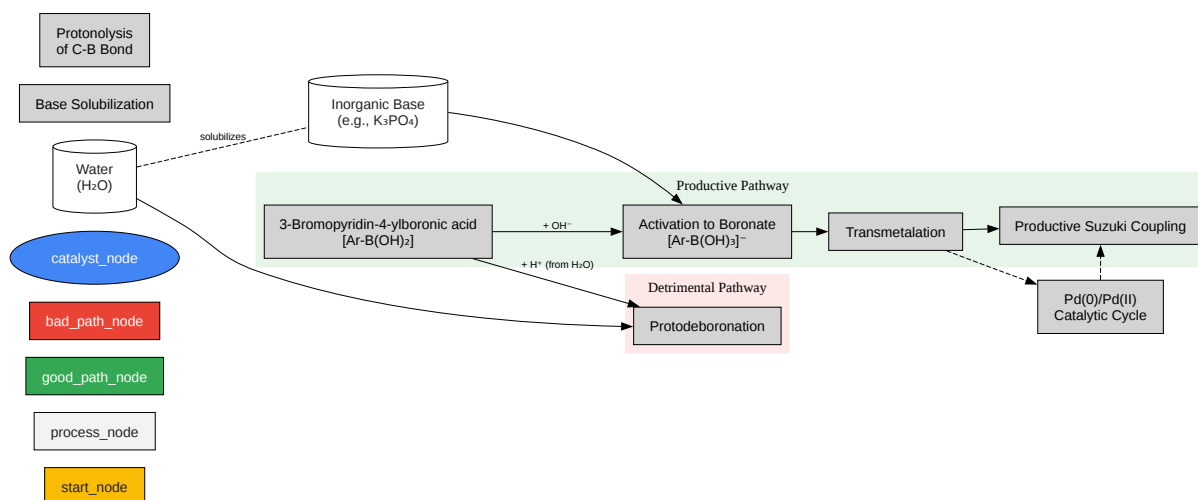 Protonolysis
of C-B Bond
Base Solubilization
Water
(H₂O)
catalyst_node
bad_path_node
good_path_node
process_node
start_node
solubilizes
Inorganic Base
(e.g., K₃PO₄)
Productive Pathway
3-Bromopyridin-4-ylboronic acid
[Ar-B(OH)₂]
+ OH⁻
Activation to Boronate
[Ar-B(OH)₃]⁻
Transmetalation
Productive Suzuki Coupling
+ H⁺ (from H₂O)
Detrimental Pathway
Protodeboronation
Pd(0)/Pd(II)
Catalytic Cycle